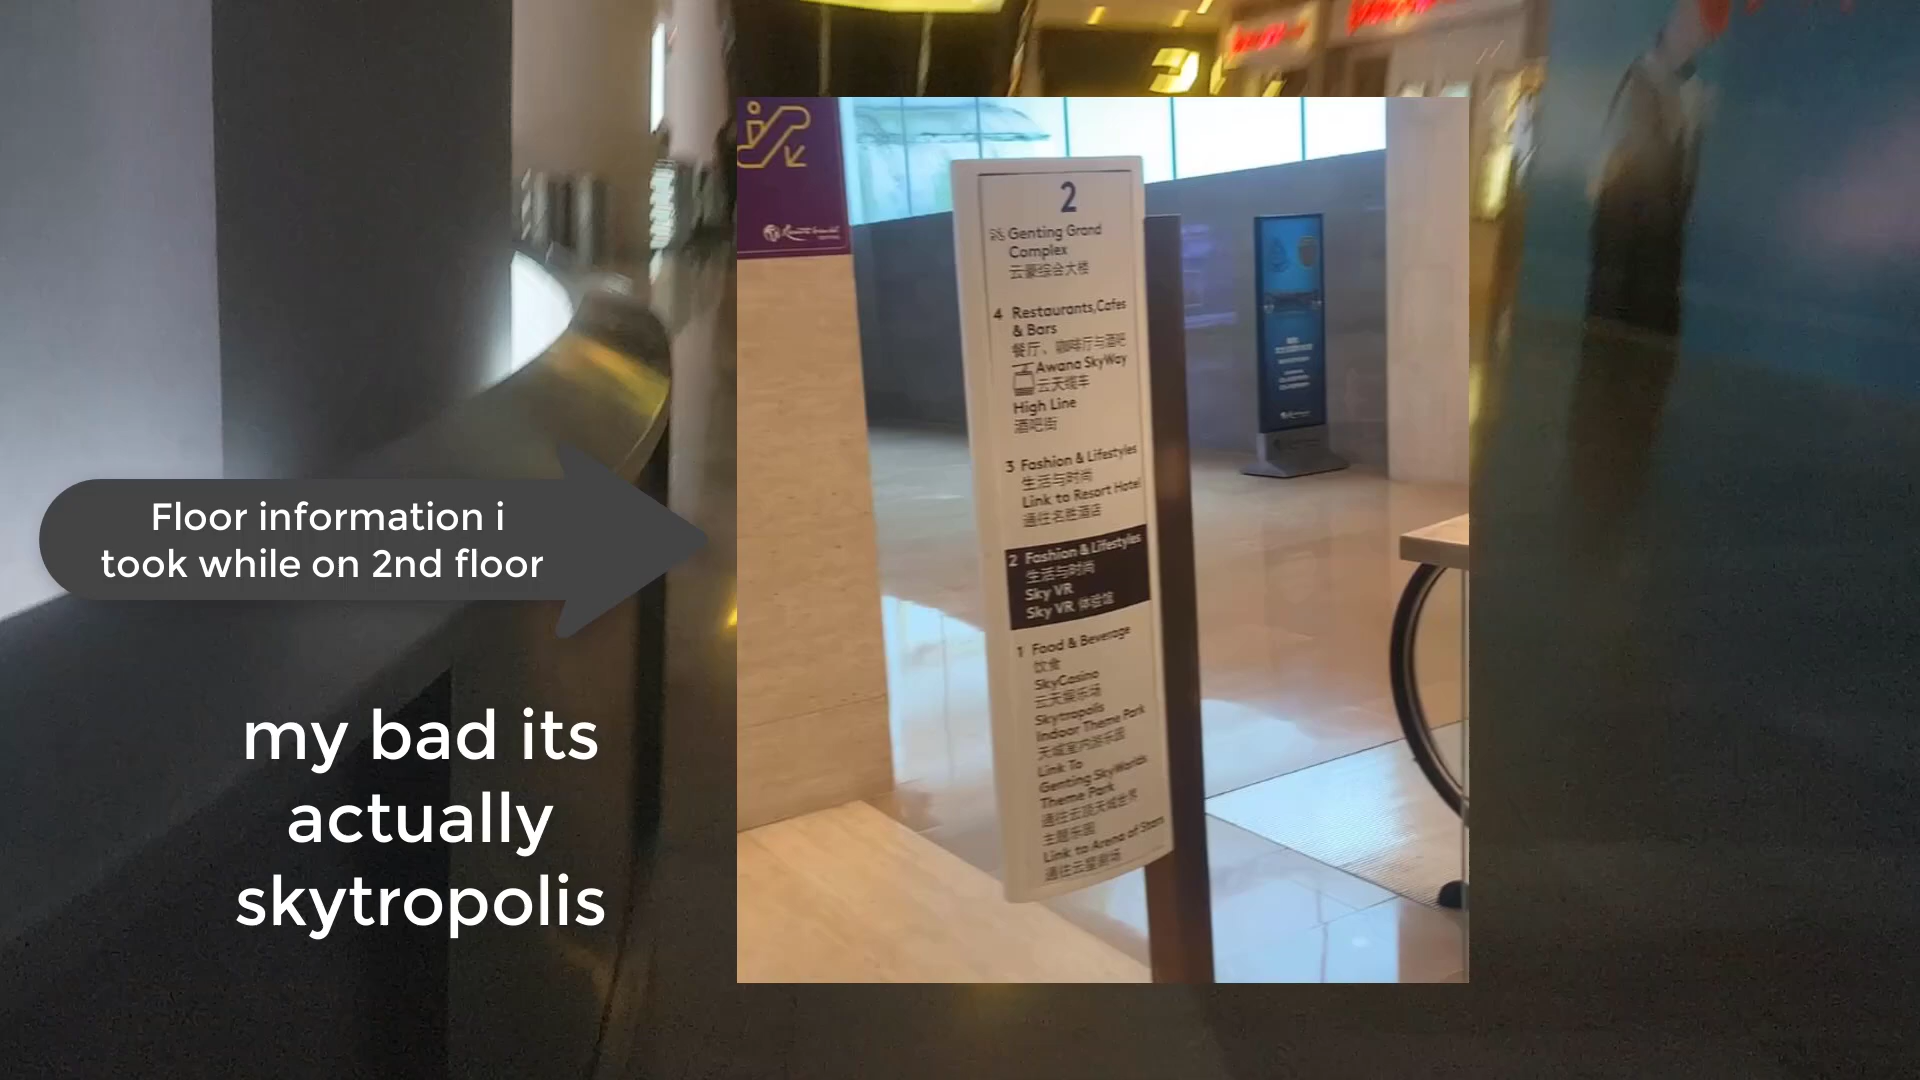 Floor information i
took while on 2nd floor
my bad its
actually
skytropolis
2
Genting Grand
Complex
云豪综合大楼
4 Restaurants,Cafes
& Bars
餐厅、咖啡厅与酒吧
Awana SkyWay
云天缆车
High Line
酒吧街
3 Fashion & Lifestyles
生活与时尚
Link to Resort Hotel
通往名胜酒店
2 Fashion & Lifestyles
生活与时尚
Sky VR
Sky VR 体验馆
1 Food & Beverage
饮食
SkyCasino
云天娱乐场
Skytropolis
Indoor Theme Park
天城室内游乐园
Link To
Genting SkyWorlds
Theme Park
通往云顶天城世界
主题乐园
Link to Arena of Stars
通往云星剧场